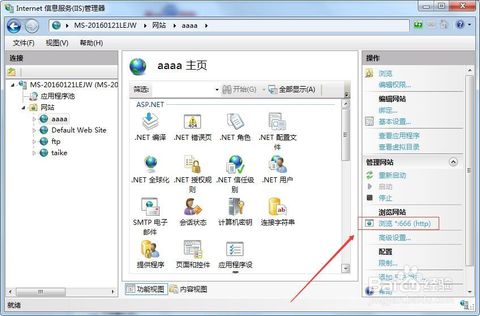 Internet 信息服务(IIS)管理器
MS-20160121LEJW ▸ 网站 ▸ aaaa ▸
文件(F) 视图(V) 帮助(H)
连接
MS-20160121LEJW (MS-20
应用程序池
网站
aaaa
Default Web Site
ftp
taike
aaaa 主页
筛选: 开始(G) 全部显示(A)
ASP.NET
.NET 编译 .NET 错误页 .NET 角色 .NET 配置文件
.NET 全球化 .NET 授权规则 .NET 信任级别 .NET 用户
SMTP 电子邮件 会话状态 计算机密钥 连接字符串
提供程序 页面和控件 应用程序设
功能视图 内容视图
操作
浏览
编辑权限...
编辑网站
绑定...
基本设置...
查看应用程序
查看虚拟目录
管理网站
重新启动
启动
停止
浏览网站
浏览 *:666 (http)
高级设置...
配置
限制...
就绪
Baidu 经验